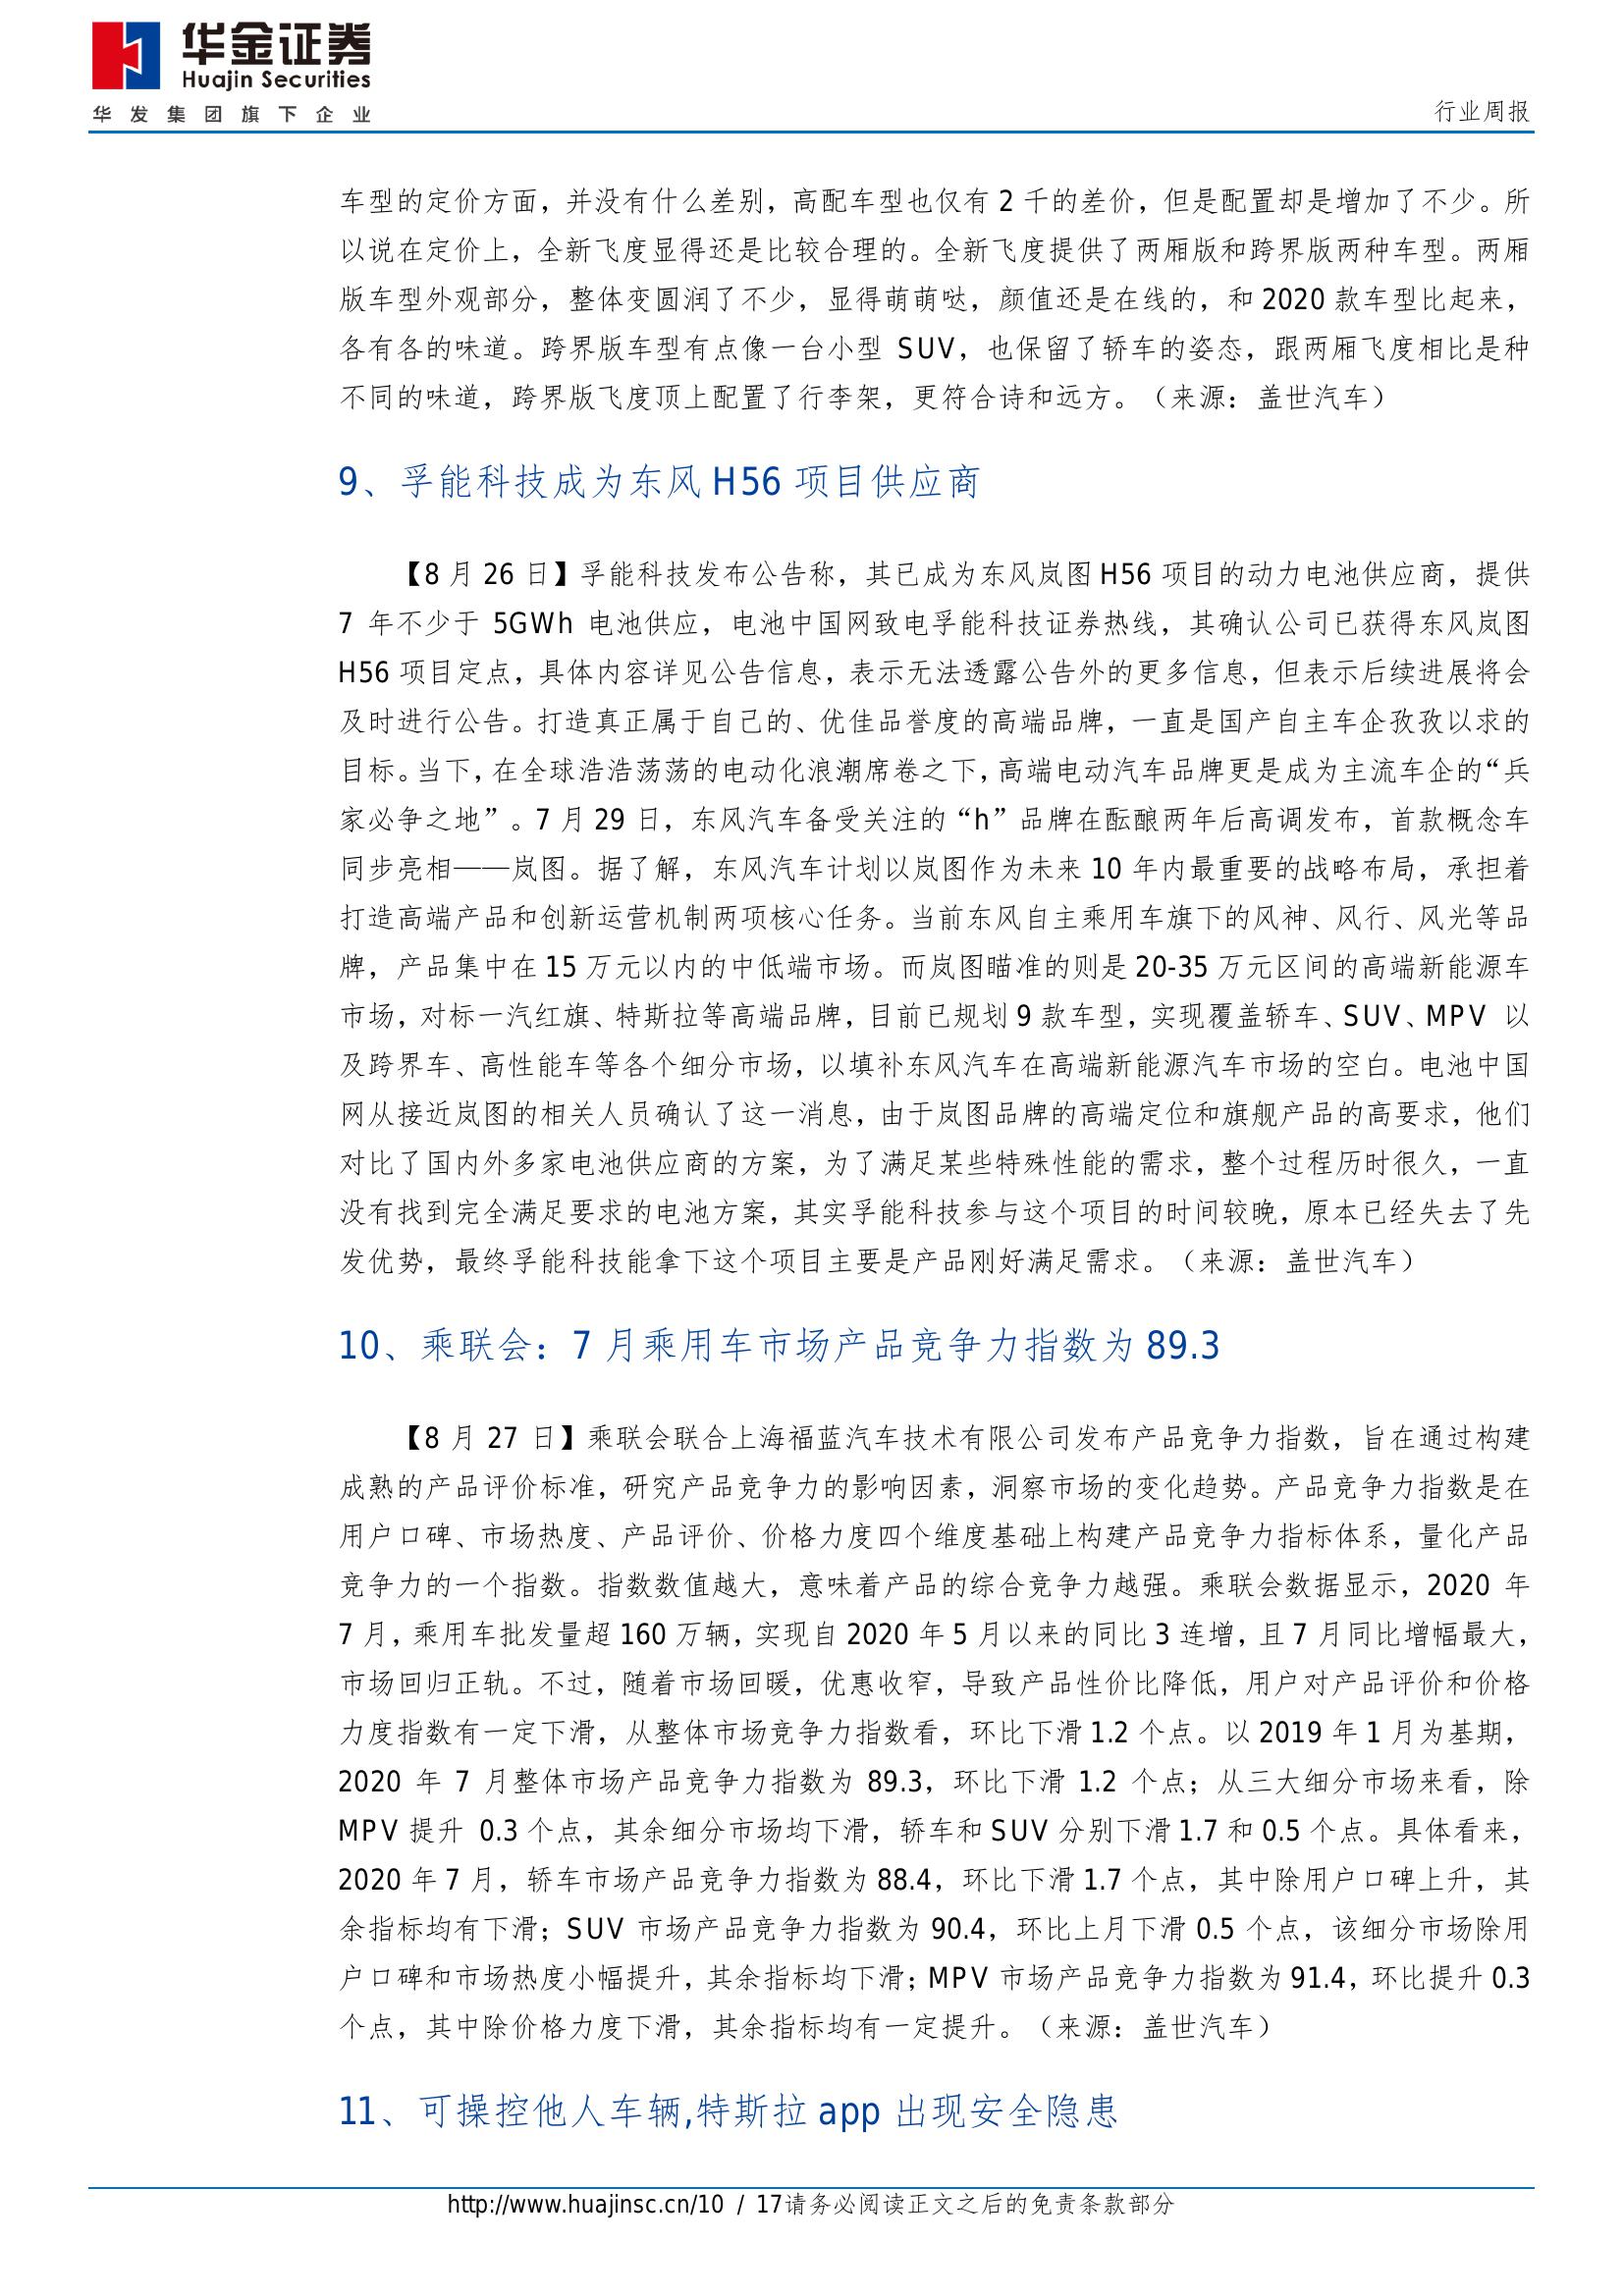 华金证券
Huajin Securities
华发集团旗下企业
行业周报
车型的定价方面，并没有什么差别，高配车型也仅有 2 千的差价，但是配置却是增加了不少。所
以说在定价上，全新飞度显得还是比较合理的。全新飞度提供了两厢版和跨界版两种车型。两厢
版车型外观部分，整体变圆润了不少，显得萌萌哒，颜值还是在线的，和 2020 款车型比起来，
各有各的味道。跨界版车型有点像一台小型 SUV，也保留了轿车的姿态，跟两厢飞度相比是种
不同的味道，跨界版飞度顶上配置了行李架，更符合诗和远方。（来源：盖世汽车）
9、孚能科技成为东风 H56 项目供应商
【8 月 26 日】孚能科技发布公告称，其已成为东风岚图 H56 项目的动力电池供应商，提供
7 年不少于 5GWh 电池供应，电池中国网致电孚能科技证券热线，其确认公司已获得东风岚图
H56 项目定点，具体内容详见公告信息，表示无法透露公告外的更多信息，但表示后续进展将会
及时进行公告。打造真正属于自己的、优佳品誉度的高端品牌，一直是国产自主车企孜孜以求的
目标。当下，在全球浩浩荡荡的电动化浪潮席卷之下，高端电动汽车品牌更是成为主流车企的“兵
家必争之地”。7 月 29 日，东风汽车备受关注的“h”品牌在酝酿两年后高调发布，首款概念车
同步亮相——岚图。据了解，东风汽车计划以岚图作为未来 10 年内最重要的战略布局，承担着
打造高端产品和创新运营机制两项核心任务。当前东风自主乘用车旗下的风神、风行、风光等品
牌，产品集中在 15 万元以内的中低端市场。而岚图瞄准的则是 20-35 万元区间的高端新能源车
市场，对标一汽红旗、特斯拉等高端品牌，目前已规划 9 款车型，实现覆盖轿车、SUV、MPV 以
及跨界车、高性能车等各个细分市场，以填补东风汽车在高端新能源汽车市场的空白。电池中国
网从接近岚图的相关人员确认了这一消息，由于岚图品牌的高端定位和旗舰产品的高要求，他们
对比了国内外多家电池供应商的方案，为了满足某些特殊性能的需求，整个过程历时很久，一直
没有找到完全满足要求的电池方案，其实孚能科技参与这个项目的时间较晚，原本已经失去了先
发优势，最终孚能科技能拿下这个项目主要是产品刚好满足需求。（来源：盖世汽车）
10、乘联会：7 月乘用车市场产品竞争力指数为 89.3
【8 月 27 日】乘联会联合上海福蓝汽车技术有限公司发布产品竞争力指数，旨在通过构建
成熟的产品评价标准，研究产品竞争力的影响因素，洞察市场的变化趋势。产品竞争力指数是在
用户口碑、市场热度、产品评价、价格力度四个维度基础上构建产品竞争力指标体系，量化产品
竞争力的一个指数。指数数值越大，意味着产品的综合竞争力越强。乘联会数据显示，2020 年
7 月，乘用车批发量超 160 万辆，实现自 2020 年 5 月以来的同比 3 连增，且 7 月同比增幅最大，
市场回归正轨。不过，随着市场回暖，优惠收窄，导致产品性价比降低，用户对产品评价和价格
力度指数有一定下滑，从整体市场竞争力指数看，环比下滑 1.2 个点。以 2019 年 1 月为基期，
2020 年 7 月整体市场产品竞争力指数为 89.3，环比下滑 1.2 个点；从三大细分市场来看，除
MPV 提升 0.3 个点，其余细分市场均下滑，轿车和 SUV 分别下滑 1.7 和 0.5 个点。具体看来，
2020 年 7 月，轿车市场产品竞争力指数为 88.4，环比下滑 1.7 个点，其中除用户口碑上升，其
余指标均有下滑；SUV 市场产品竞争力指数为 90.4，环比上月下滑 0.5 个点，该细分市场除用
户口碑和市场热度小幅提升，其余指标均下滑；MPV 市场产品竞争力指数为 91.4，环比提升 0.3
个点，其中除价格力度下滑，其余指标均有一定提升。（来源：盖世汽车）
11、可操控他人车辆,特斯拉 app 出现安全隐患
http://www.huajinsc.cn/10 / 17请务必阅读正文之后的免责条款部分